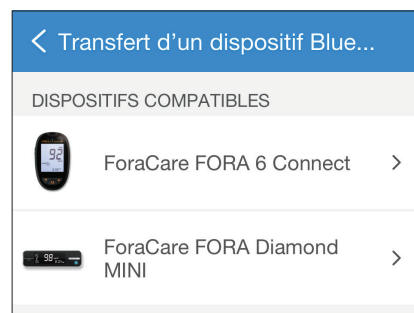 Transfert d’un dispositif Blue...
DISPOSITIFS COMPATIBLES
92
ForaCare FORA 6 Connect
98
ForaCare FORA Diamond
MINI